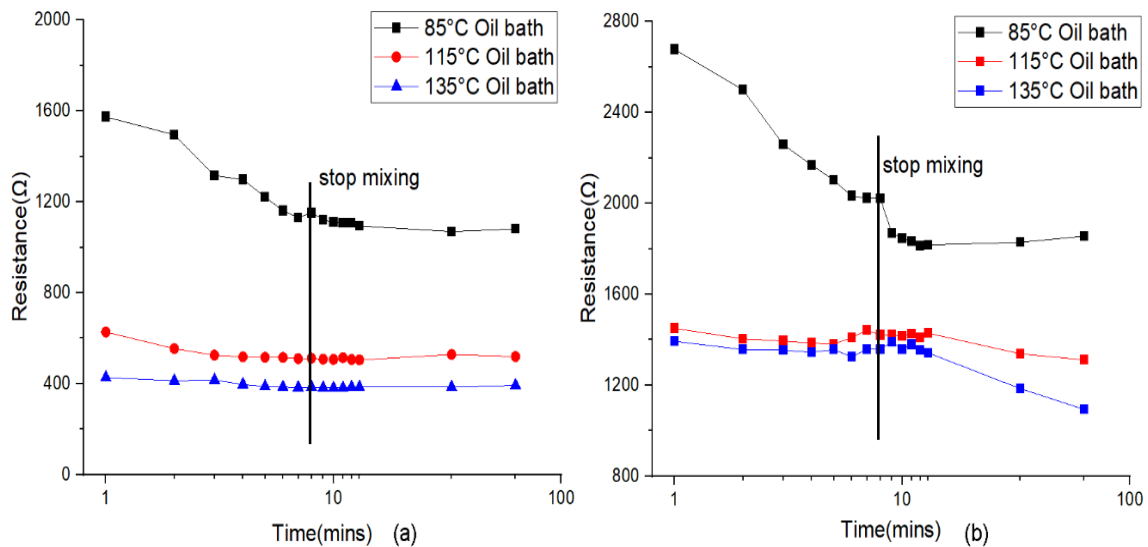 2000
1600
1200
800
400
0
Resistance(Ω)
85°C Oil bath
115°C Oil bath
135°C Oil bath
stop mixing
1
10
100
Time(mins)
(a)
2800
2400
2000
1600
1200
800
Resistance(Ω)
85°C Oil bath
115°C Oil bath
135°C Oil bath
stop mixing
1
10
100
Time(mins)
(b)